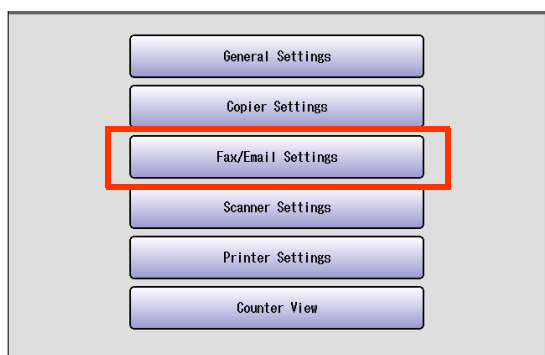 General Settings
Copier Settings
Fax/Email Settings
Scanner Settings
Printer Settings
Counter View